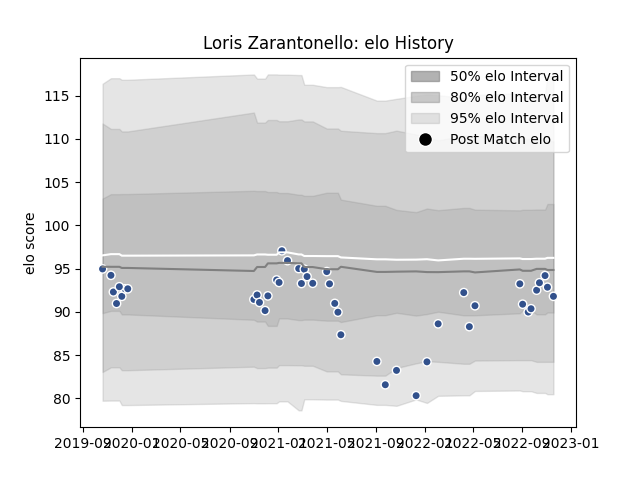 Loris Zarantonello: elo History
50% elo Interval
80% elo Interval
95% elo Interval
Post Match elo
elo score
115
110
105
100
95
90
85
80
2019-09 2020-01 2020-05 2020-09 2021-01 2021-05 2021-09 2022-01 2022-05 2022-09 2023-01